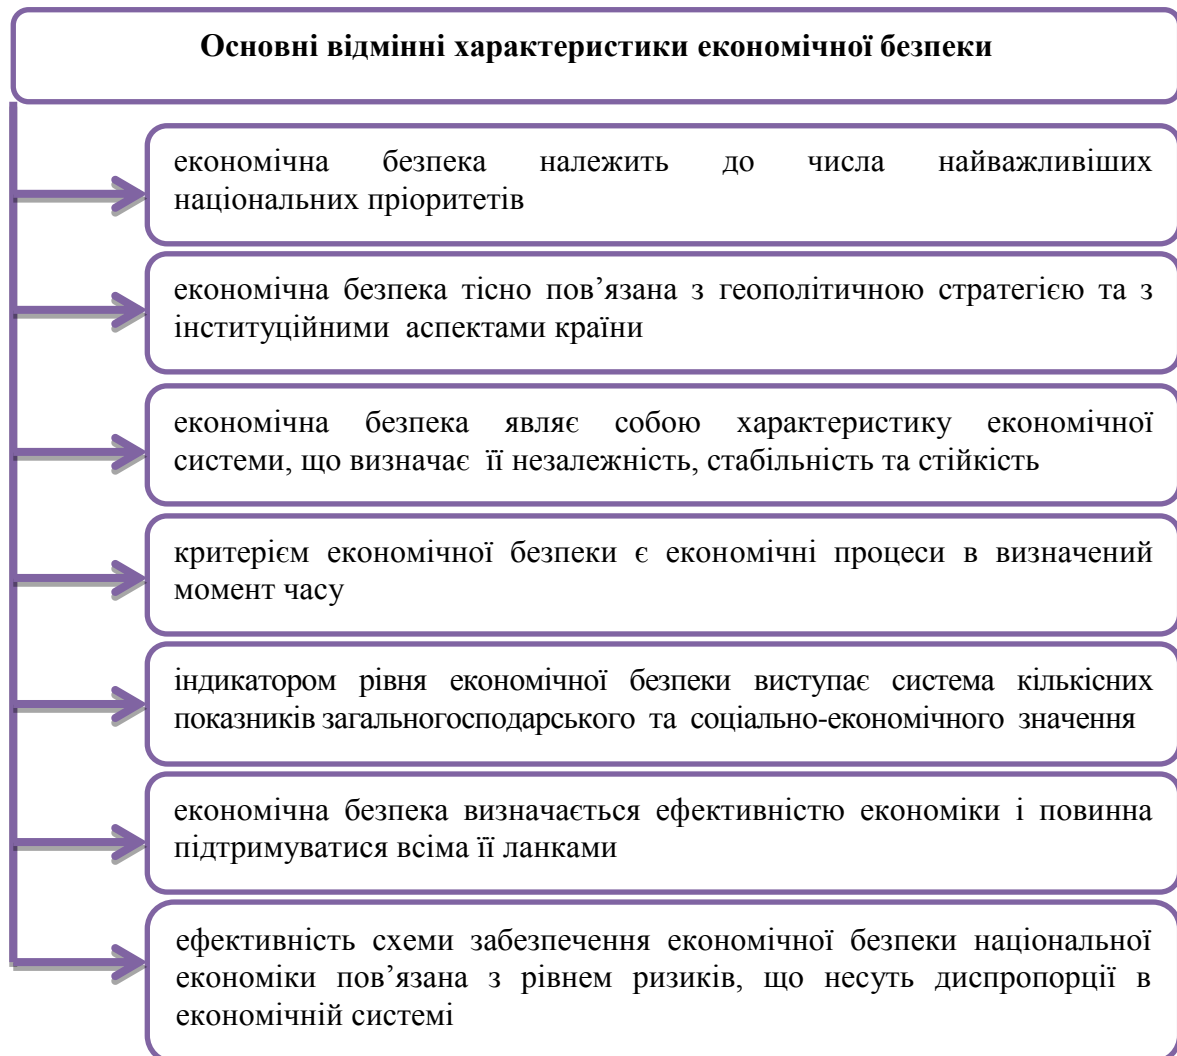 Основні відмінні характеристики економічної безпеки
економічна безпека належить до числа найважливіших
національних пріоритетів
економічна безпека тісно пов’язана з геополітичною стратегією та з
інституційними аспектами країни
економічна безпека являє собою характеристику економічної
системи, що визначає її незалежність, стабільність та стійкість
критерієм економічної безпеки є економічні процеси в визначений
момент часу
індикатором рівня економічної безпеки виступає система кількісних
показників загальногосподарського та соціально-економічного значення
економічна безпека визначається ефективністю економіки і повинна
підтримуватися всіма її ланками
ефективність схеми забезпечення економічної безпеки національної
економіки пов’язана з рівнем ризиків, що несуть диспропорції в
економічній системі